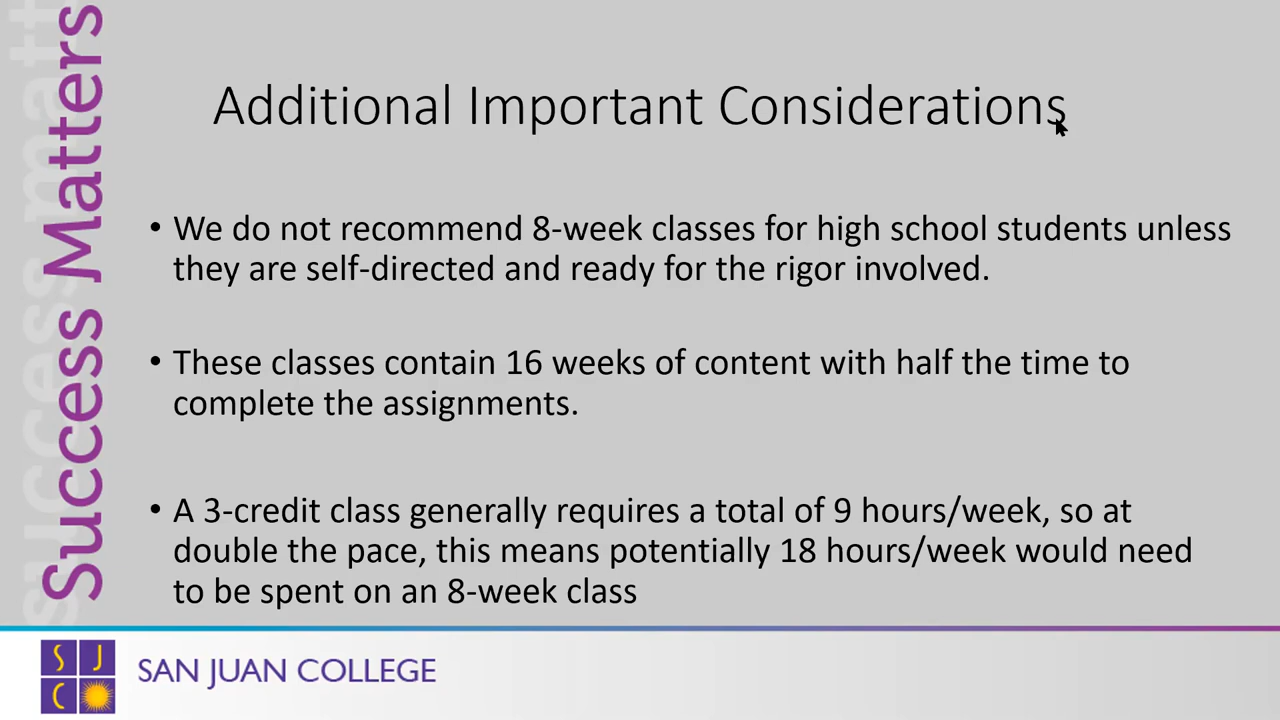 Success Matters
success matt
Additional Important Considerations
• We do not recommend 8-week classes for high school students unless
they are self-directed and ready for the rigor involved.
• These classes contain 16 weeks of content with half the time to
complete the assignments.
• A 3-credit class generally requires a total of 9 hours/week, so at
double the pace, this means potentially 18 hours/week would need
to be spent on an 8-week class
S J
C
SAN JUAN COLLEGE